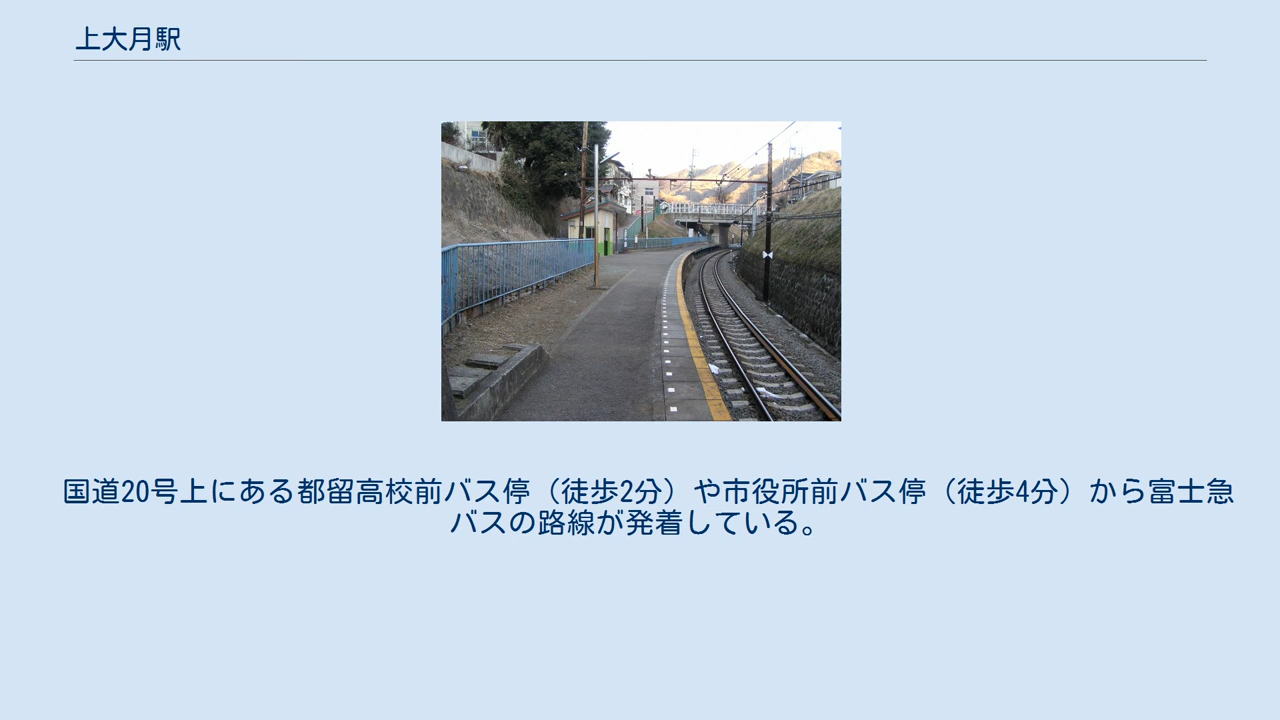 上大月駅
国道20号上にある都留高校前バス停（徒歩2分）や市役所前バス停（徒歩4分）から富士急
バスの路線が発着している。